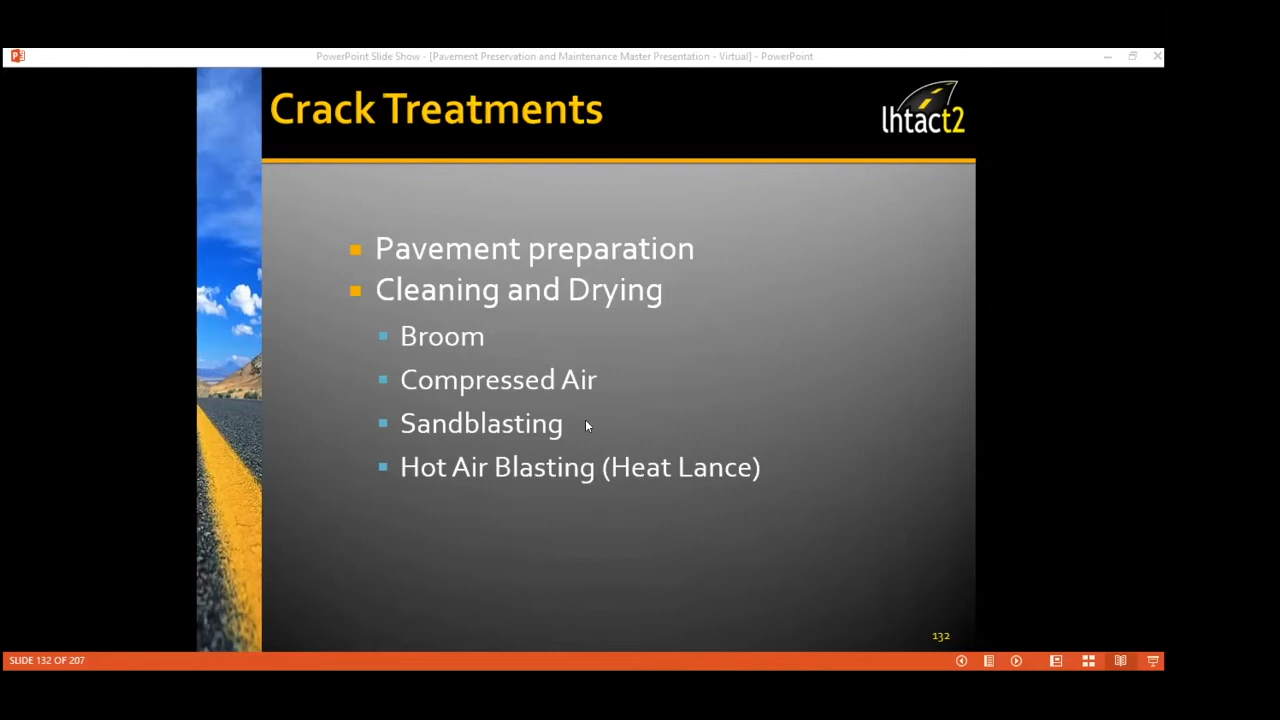 PowerPoint Slide Show - [Pavement Preservation and Maintenance Master Presentation - Virtual] - PowerPoint
Crack Treatments
lhtact2
Pavement preparation
Cleaning and Drying
Broom
Compressed Air
Sandblasting
Hot Air Blasting (Heat Lance)
132
SLIDE 132 OF 207